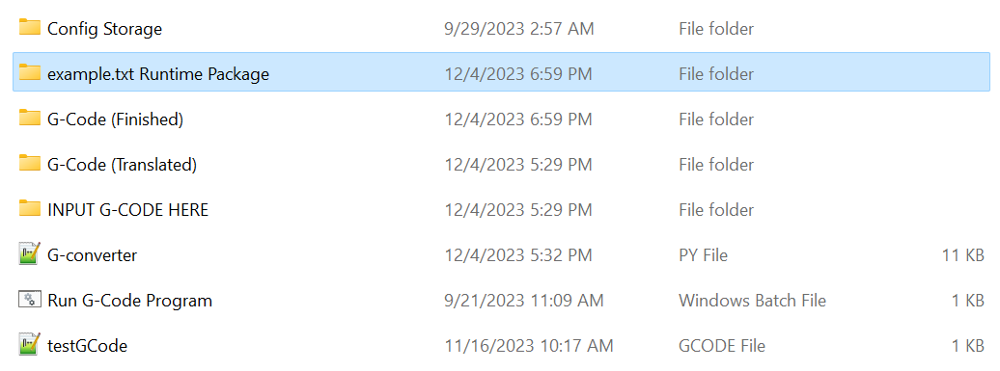 Config Storage 9/29/2023 2:57 AM File folder
example.txt Runtime Package 12/4/2023 6:59 PM File folder
G-Code (Finished) 12/4/2023 6:59 PM File folder
G-Code (Translated) 12/4/2023 5:29 PM File folder
INPUT G-CODE HERE 12/4/2023 5:29 PM File folder
G-converter 12/4/2023 5:32 PM PY File 11 KB
Run G-Code Program 9/21/2023 11:09 AM Windows Batch File 1 KB
testGCode 11/16/2023 10:17 AM GCODE File 1 KB